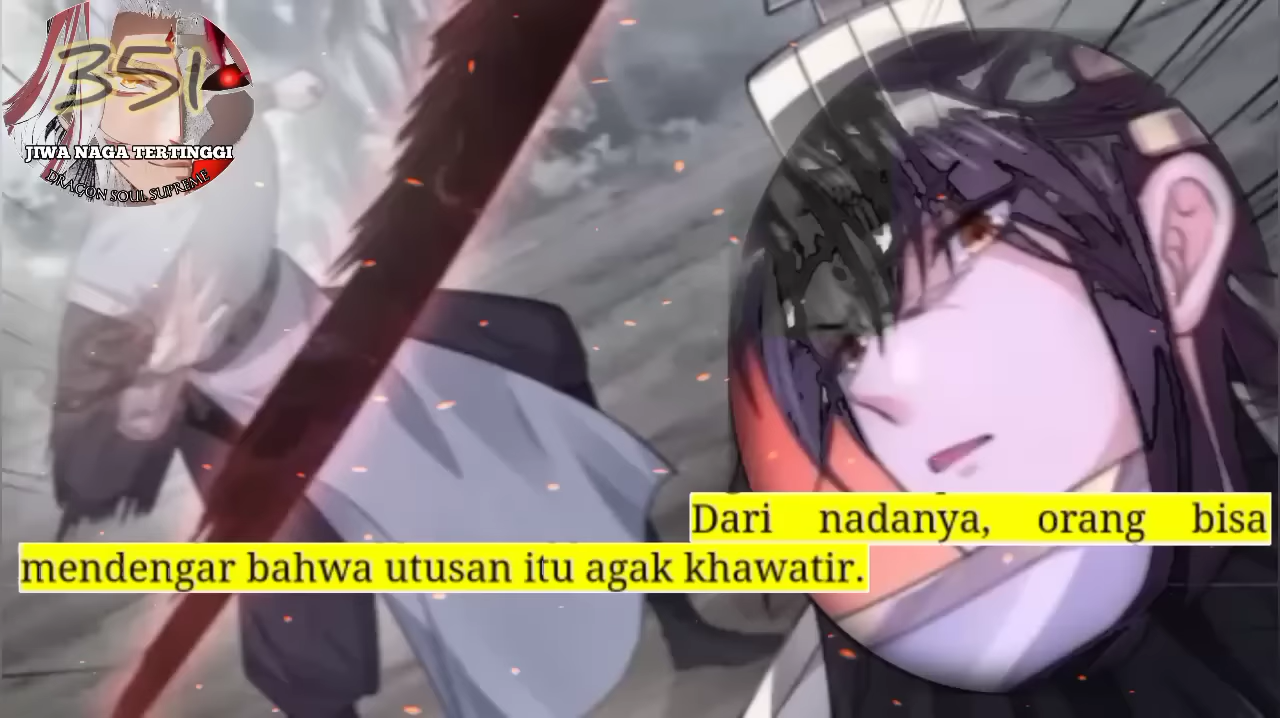 351
JIWA NAGA TERTINGGI
DRAGON SOUL SUPREME
Dari nadanya, orang bisa
mendengar bahwa utusan itu agak khawatir.